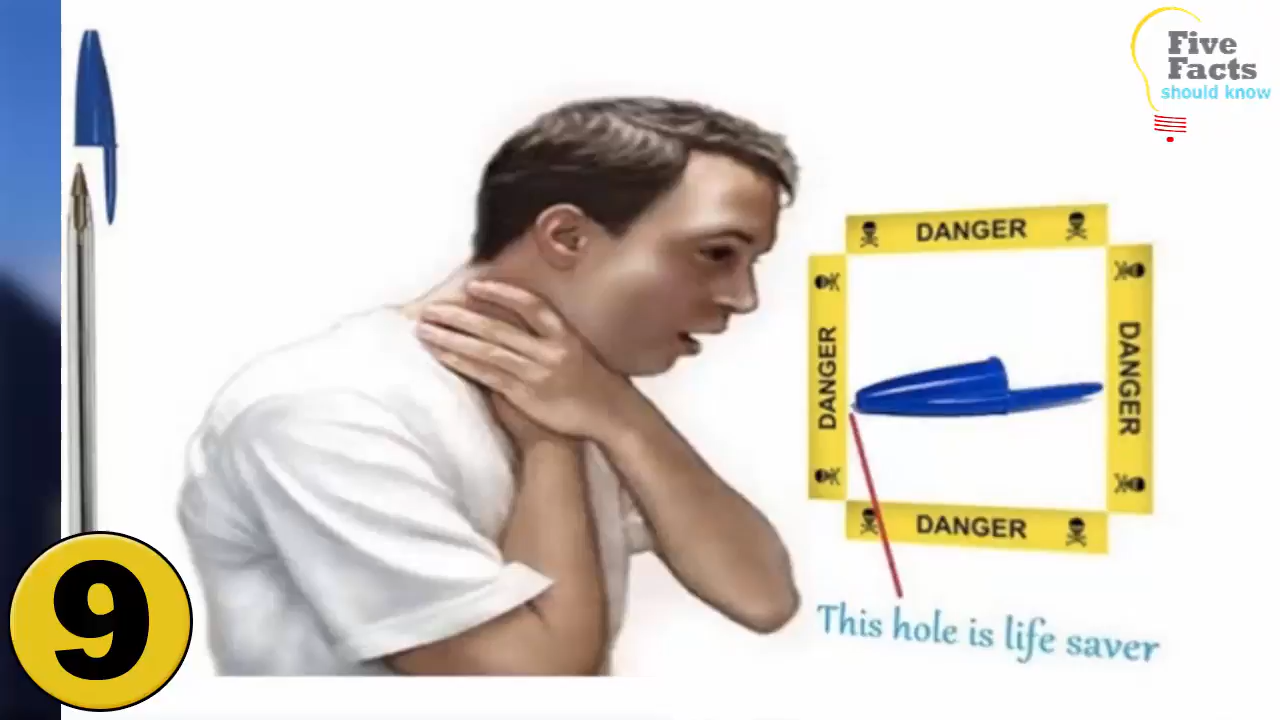 Five
Facts
should know
DANGER
DANGER
DANGER
DANGER
This hole is life saver
9